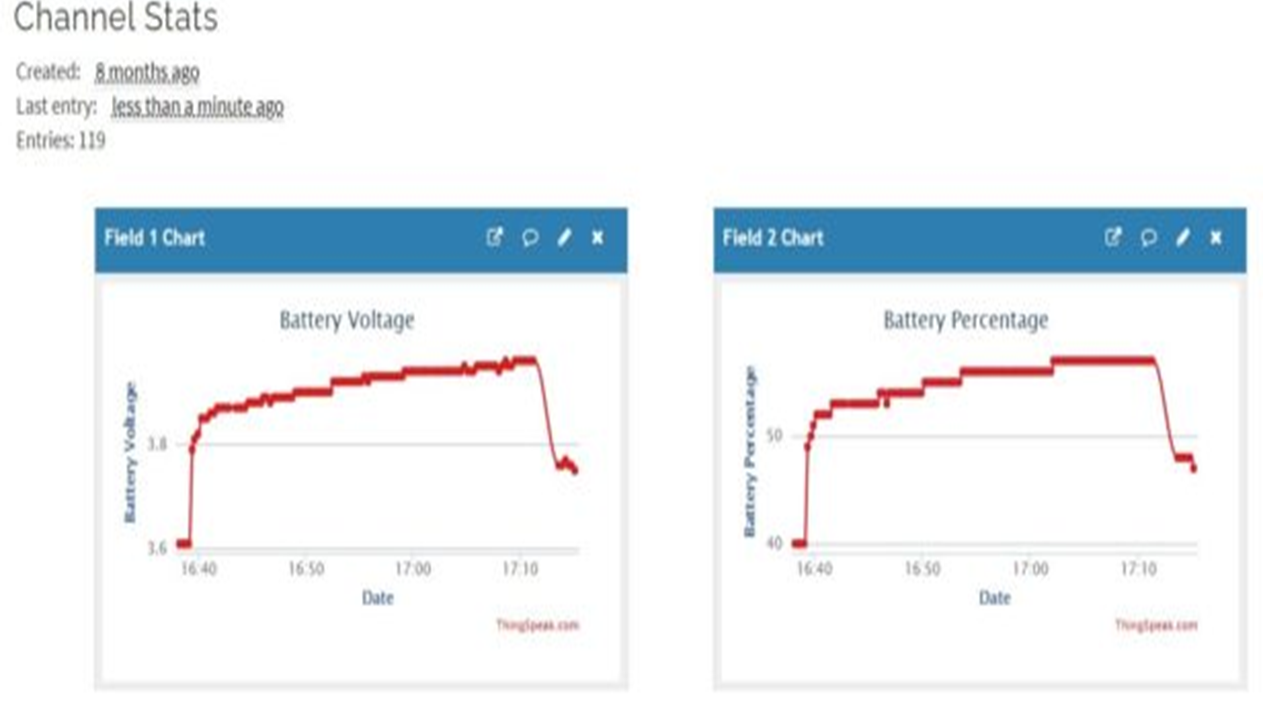 Channel Stats
Created: 8 months ago
Last entry: less than a minute ago
Entries: 119
Field 1 Chart
Battery Voltage
Battery Voltage
3.8
3.6
16:40 16:50 17:00 17:10
Date
ThingSpeak.com
Field 2 Chart
Battery Percentage
Battery Percentage
50
40
16:40 16:50 17:00 17:10
Date
ThingSpeak.com